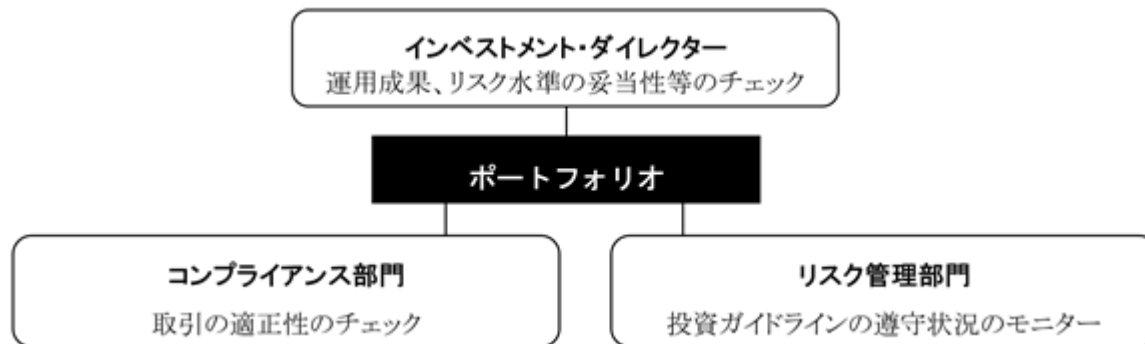 インベストメント・ダイレクター
運用成果、リスク水準の妥当性等のチェック
ポートフォリオ
コンプライアンス部門
取引の適正性のチェック
リスク管理部門
投資ガイドラインの遵守状況のモニター